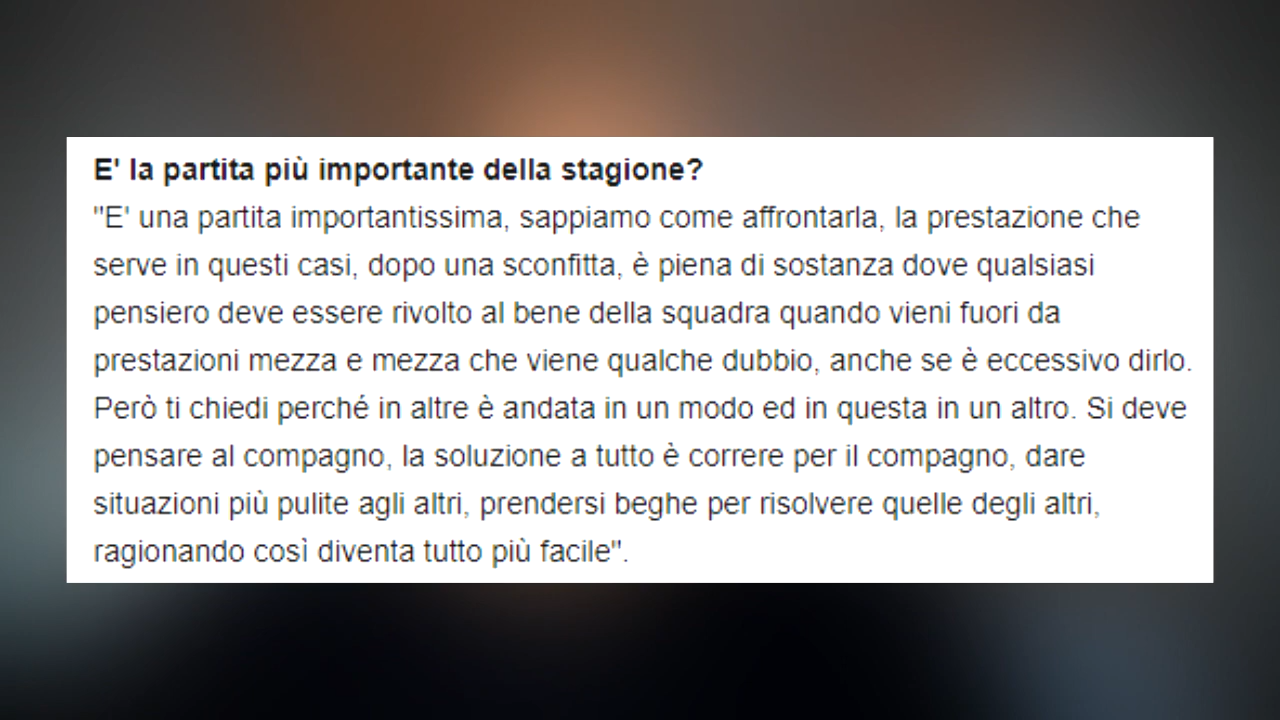 E' la partita più importante della stagione?
"E' una partita importantissima, sappiamo come affrontarla, la prestazione che
serve in questi casi, dopo una sconfitta, è piena di sostanza dove qualsiasi
pensiero deve essere rivolto al bene della squadra quando vieni fuori da
prestazioni mezza e mezza che viene qualche dubbio, anche se è eccessivo dirlo.
Però ti chiedi perché in altre è andata in un modo ed in questa in un altro. Si deve
pensare al compagno, la soluzione a tutto è correre per il compagno, dare
situazioni più pulite agli altri, prendersi beghe per risolvere quelle degli altri,
ragionando così diventa tutto più facile".